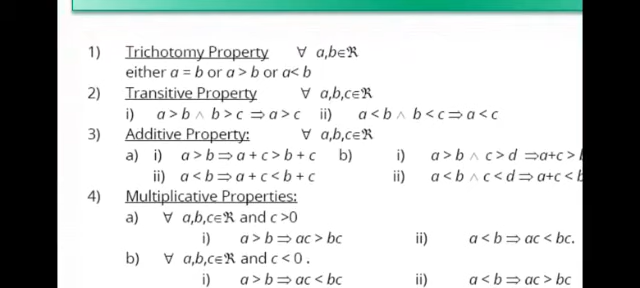 1) Trichotomy Property ∀ a,b∈ℜ
either a = b or a > b or a < b
2) Transitive Property ∀ a,b,c∈ℜ
i) a > b ∧ b > c ⇒ a > c ii) a < b ∧ b < c ⇒ a < c
3) Additive Property: ∀ a,b,c∈ℜ
a) i) a > b ⇒ a + c > b + c b) i) a > b ∧ c > d ⇒ a+c >
ii) a < b ⇒ a + c < b + c ii) a < b ∧ c < d ⇒ a+c <
4) Multiplicative Properties:
a) ∀ a,b,c∈ℜ and c >0
i) a > b ⇒ ac > bc ii) a < b ⇒ ac < bc.
b) ∀ a,b,c∈ℜ and c < 0 .
i) a > b ⇒ ac < bc ii) a < b ⇒ ac > bc